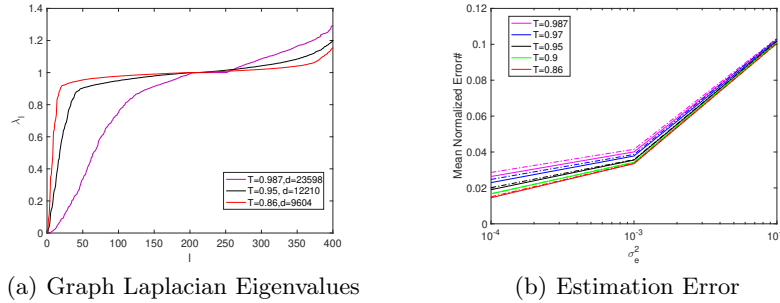 1.4
1.2
1
0.8
0.6
0.4
0.2
0
0 50 100 150 200 250 300 350 400
λl
l
T=0.987,d=23598
T=0.95, d=12210
T=0.86,d=9604
(a) Graph Laplacian Eigenvalues
0.12
0.1
0.08
0.06
0.04
0.02
0
Mean Normalized Error#
T=0.987
T=0.97
T=0.95
T=0.9
T=0.86
10-4 10-3
σe2
(b) Estimation Error